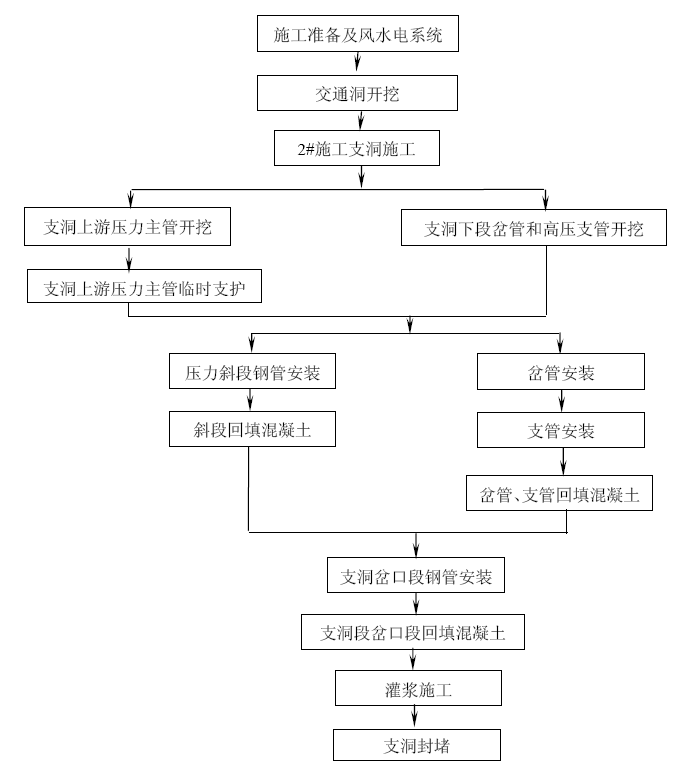 施工准备及风水电系统
交通洞开挖
2#施工支洞施工
支洞上游压力主管开挖
支洞下段岔管和高压支管开挖
支洞上游压力主管临时支护
压力斜段钢管安装
岔管安装
斜段回填混凝土
支管安装
岔管、支管回填混凝土
支洞岔口段钢管安装
支洞段岔口段回填混凝土
灌浆施工
支洞封堵